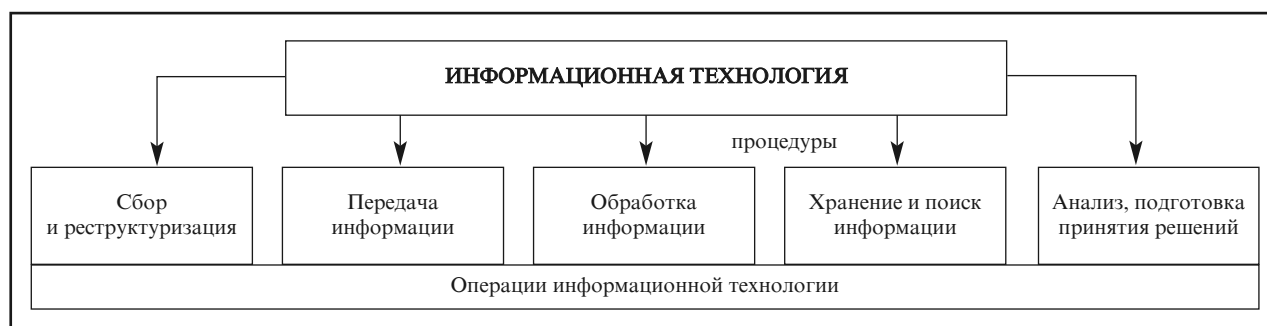 ИНФОРМАЦИОННАЯ ТЕХНОЛОГИЯ
процедуры
Сбор
и реструктуризация
Передача
информации
Обработка
информации
Хранение и поиск
информации
Анализ, подготовка
принятия решений
Операции информационной технологии